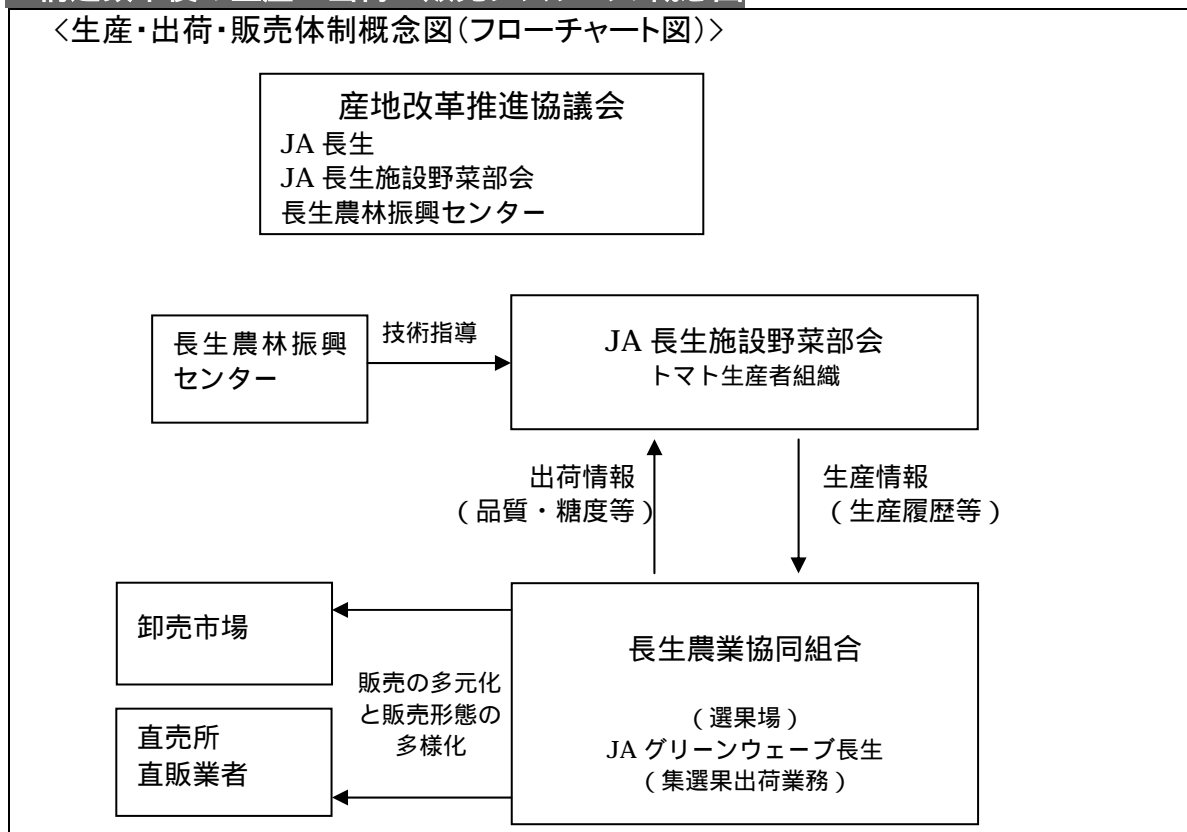 <生産・出荷・販売体制概念図(フローチャート図)>
産地改革推進協議会
JA 長生
JA 長生施設野菜部会
長生農林振興センター
長生農林振興
センター
技術指導
JA 長生施設野菜部会
トマト生産者組織
出荷情報
(品質・糖度等)
生産情報
(生産履歴等)
卸売市場
直売所
直販業者
販売の多元化
と販売形態の
多様化
長生農業協同組合
(選果場)
JA グリーンウェーブ長生
(集選果出荷業務)